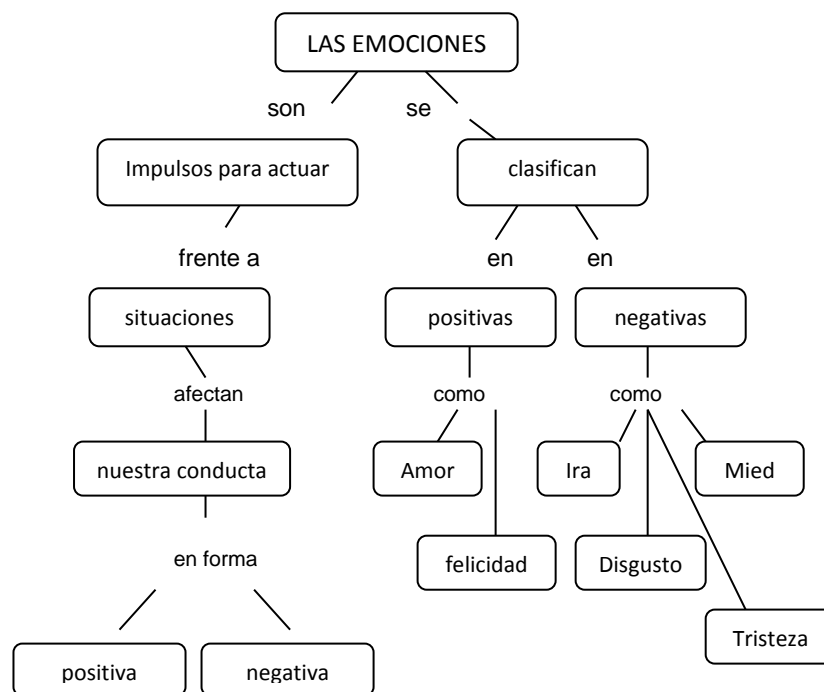 LAS EMOCIONES
son se
Impulsos para actuar clasifican
frente a en en
situaciones positivas negativas
afectan como como
nuestra conducta Amor Ira Mied
en forma felicidad Disgusto
Tristeza
positiva negativa